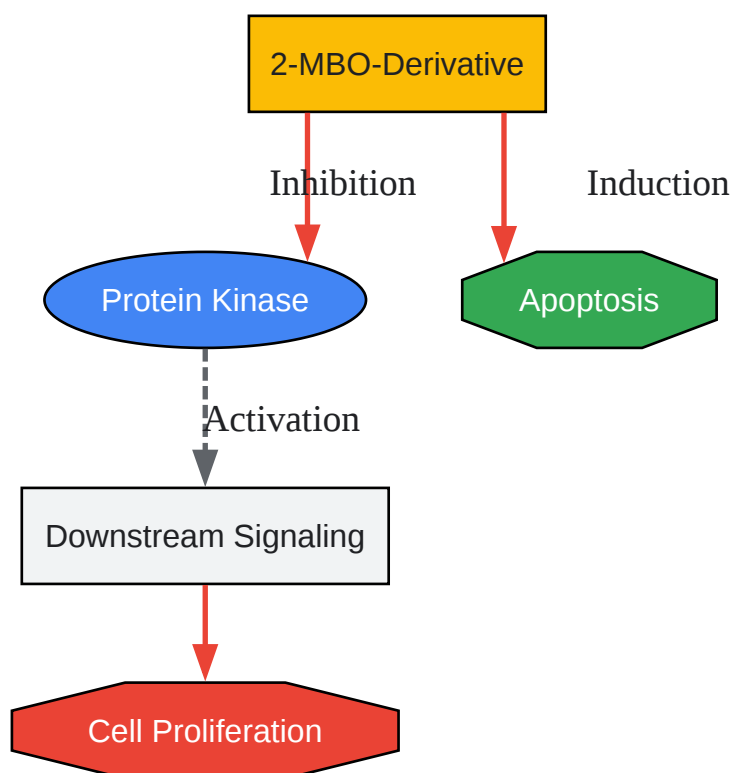 2-MBO-Derivative
Inhibition
Induction
Protein Kinase
Apoptosis
Activation
Downstream Signaling
Cell Proliferation